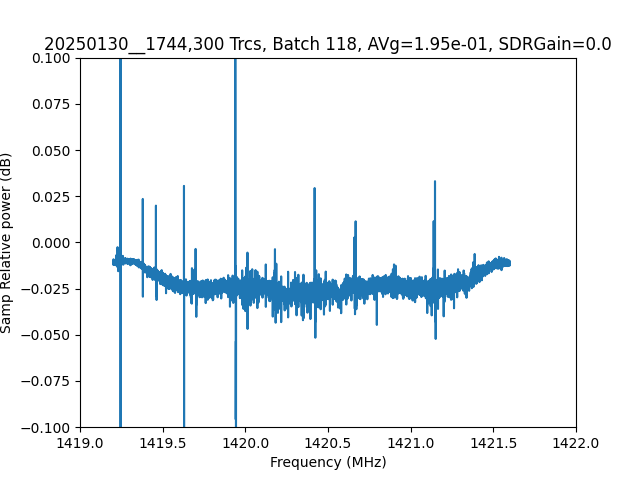 20250130__1744,300 Trcs, Batch 118, AVg=1.95e-01, SDRGain=0.0
0.100
0.075
0.050
0.025
0.000
−0.025
−0.050
−0.075
−0.100
Samp Relative power (dB)
1419.0 1419.5 1420.0 1420.5 1421.0 1421.5 1422.0
Frequency (MHz)